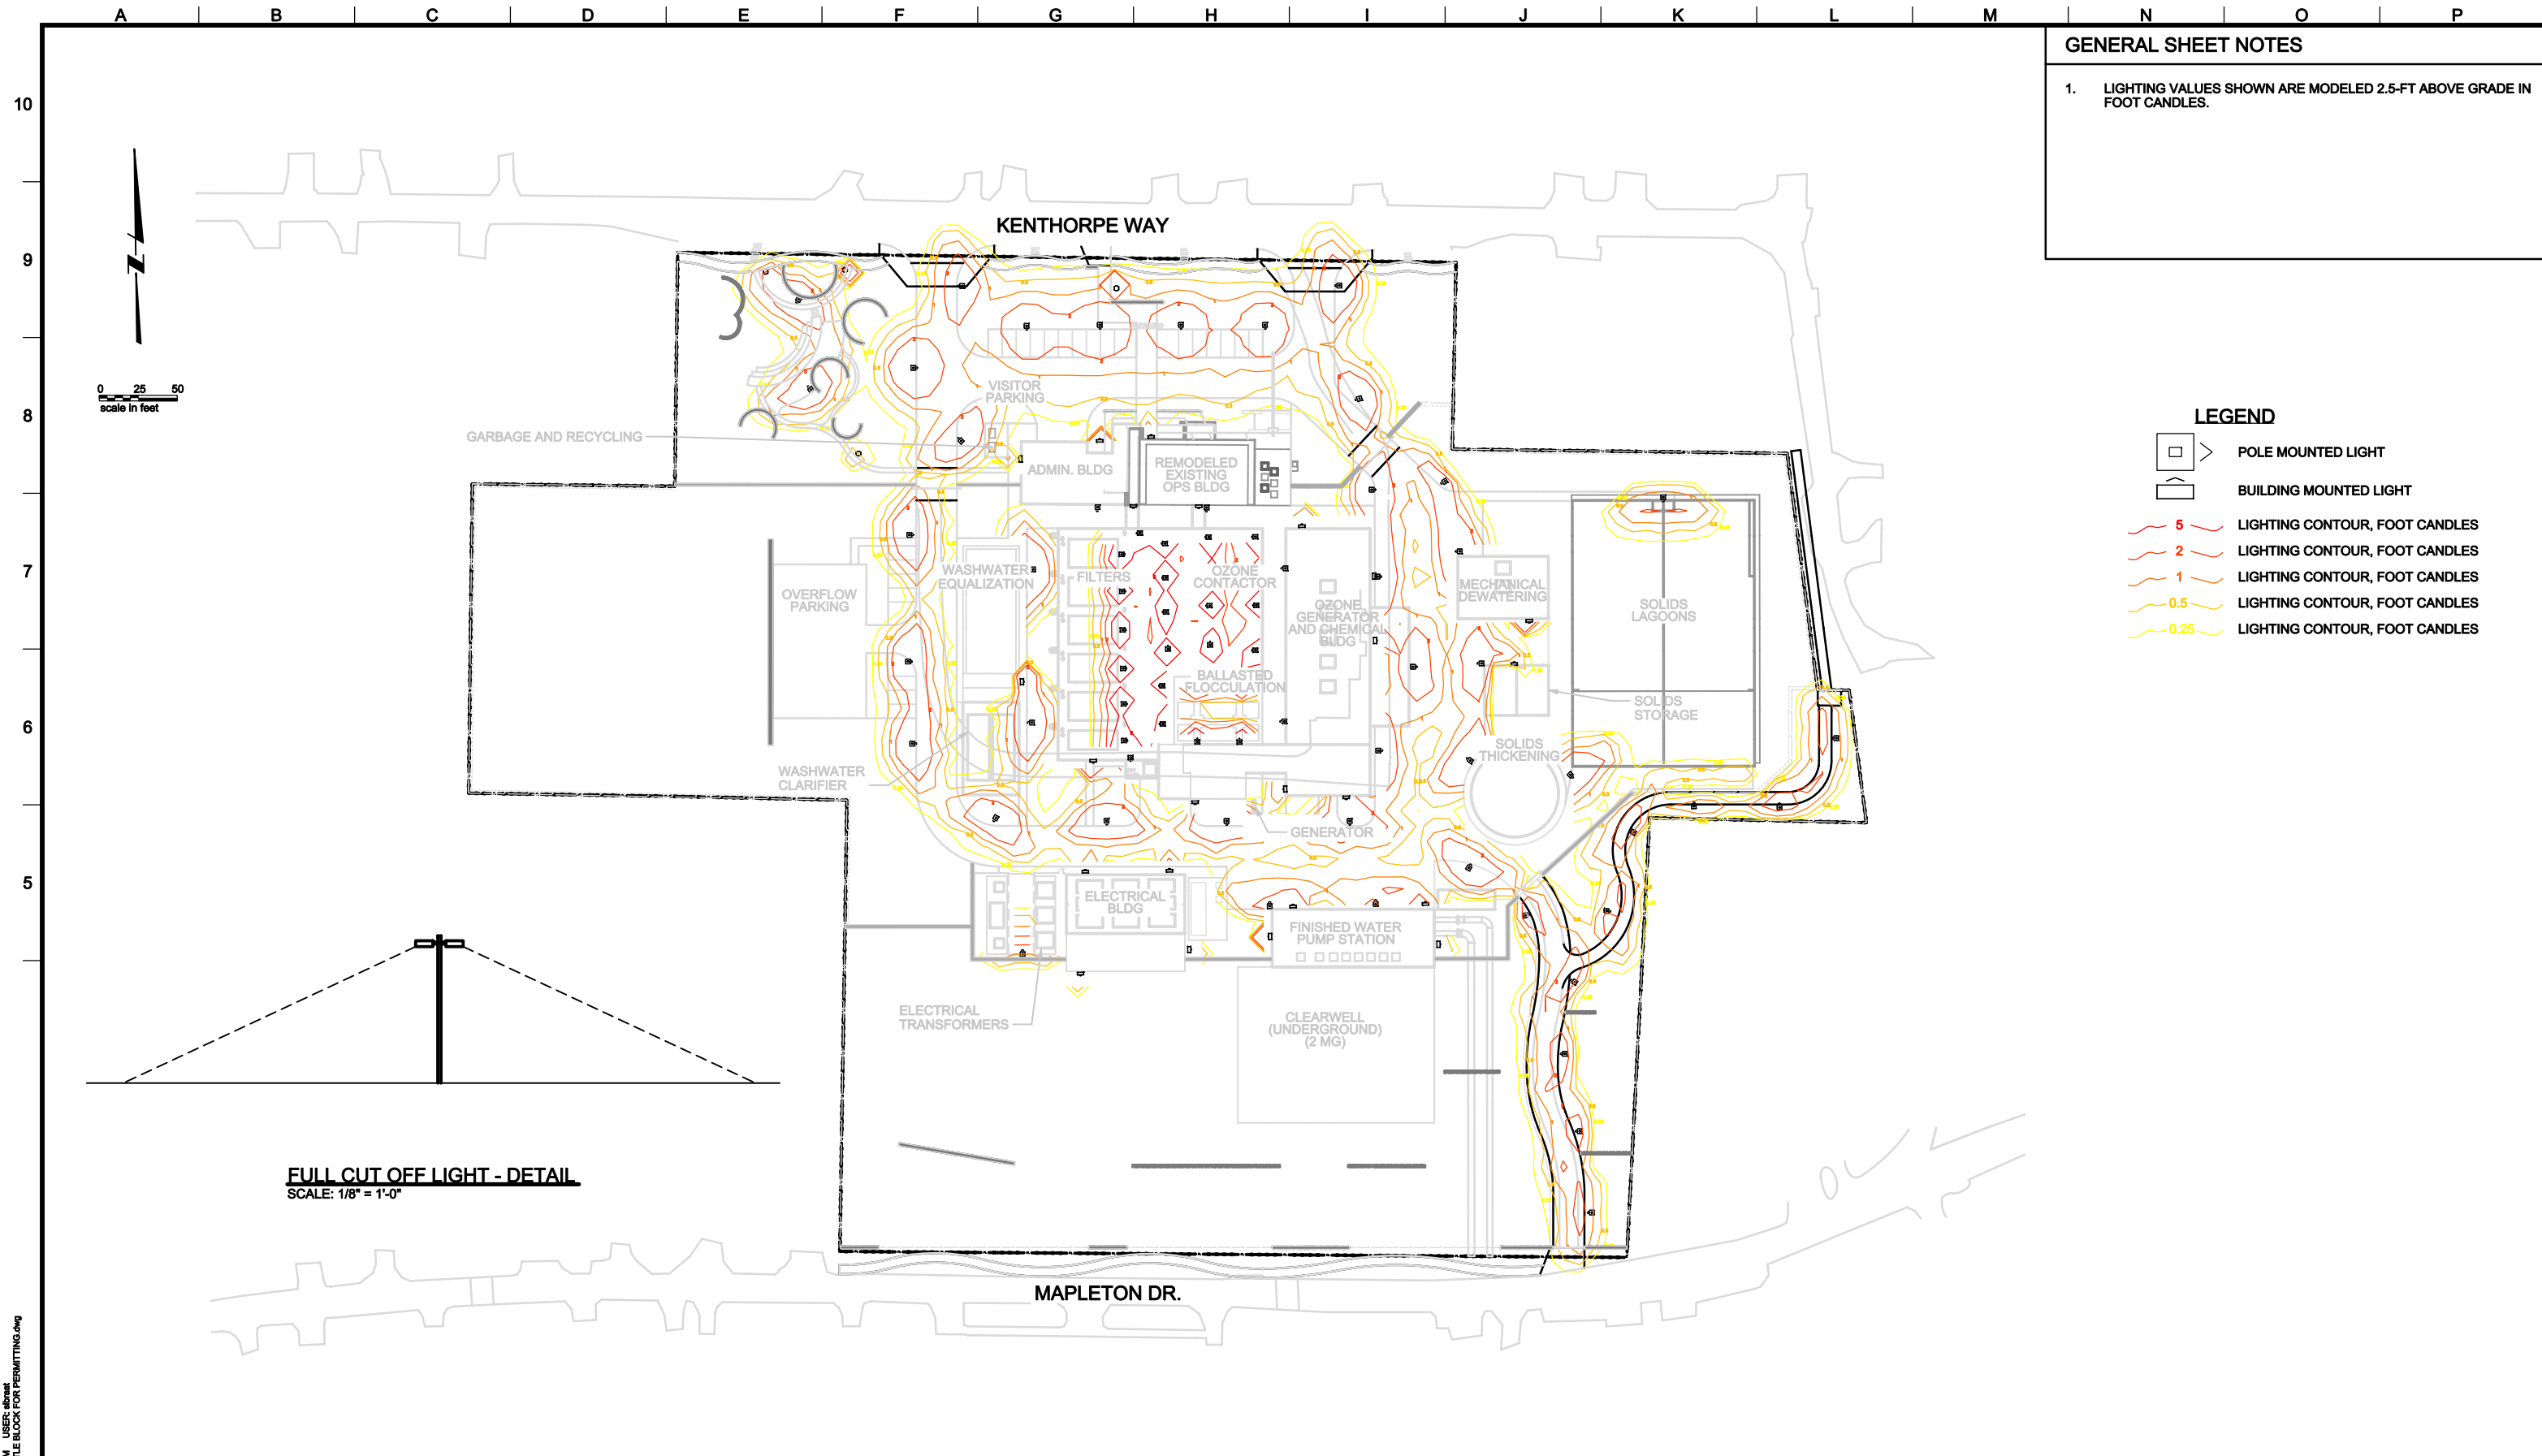 A B C D E F G H I J K L M N O P
GENERAL SHEET NOTES
1. LIGHTING VALUES SHOWN ARE MODELED 2.5-FT ABOVE GRADE IN
FOOT CANDLES.
10
9
8
7
6
5
0 25 50
scale in feet
KENTHORPE WAY
VISITOR
PARKING
GARBAGE AND RECYCLING
ADMIN. BLDG
REMODELED
EXISTING
OPS BLDG
WASHWATER
EQUALIZATION
FILTERS
OZONE
CONTACTOR
OVERFLOW
PARKING
OZONE
GENERATOR
AND CHEMICAL
BLDG
MECHANICAL
DEWATERING
SOLIDS
LAGOONS
BALLASTED
FLOCCULATION
SOLIDS
STORAGE
SOLIDS
THICKENING
WASHWATER
CLARIFIER
GENERATOR
ELECTRICAL
BLDG
FINISHED WATER
PUMP STATION
ELECTRICAL
TRANSFORMERS
CLEARWELL
(UNDERGROUND)
(2 MG)
MAPLETON DR.
LEGEND
POLE MOUNTED LIGHT
BUILDING MOUNTED LIGHT
5 LIGHTING CONTOUR, FOOT CANDLES
2 LIGHTING CONTOUR, FOOT CANDLES
1 LIGHTING CONTOUR, FOOT CANDLES
0.5 LIGHTING CONTOUR, FOOT CANDLES
0.25 LIGHTING CONTOUR, FOOT CANDLES
FULL CUT OFF LIGHT - DETAIL
SCALE: 1/8" = 1'-0"
USER:
BLOCK FOR PERMITTING.dwg